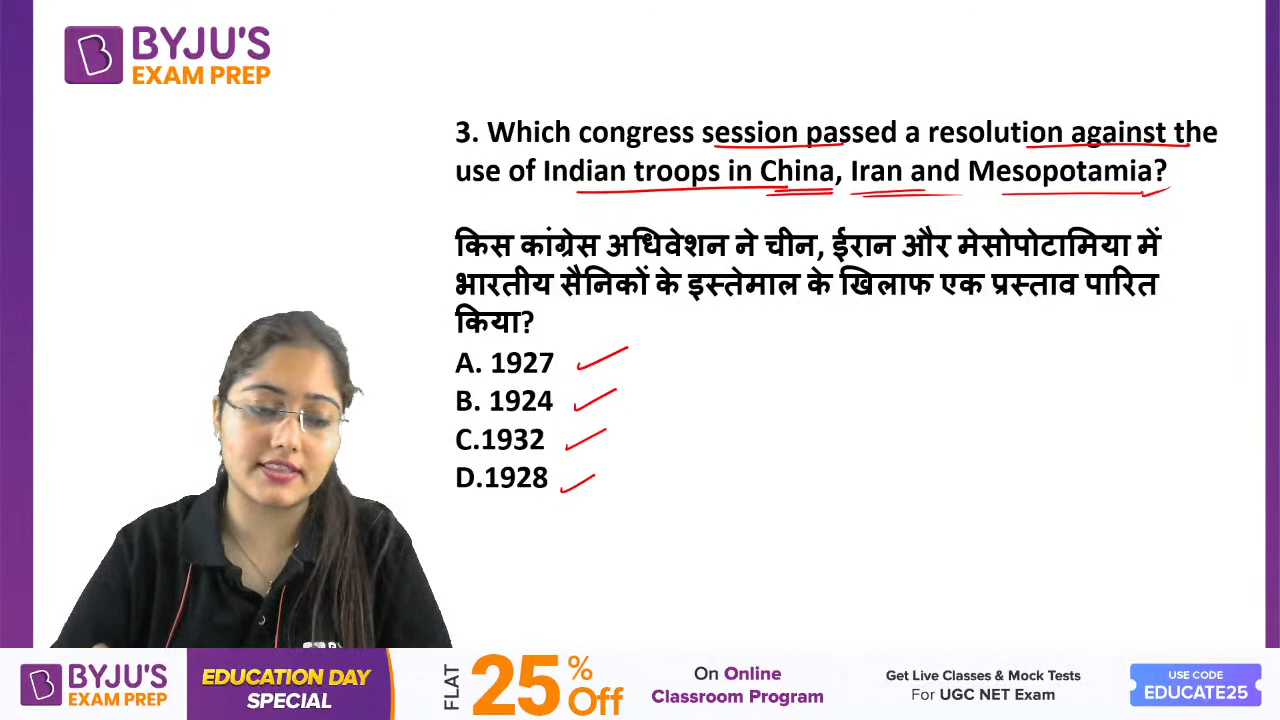 BYJU'S
EXAM PREP
3. Which congress session passed a resolution against the
use of Indian troops in China, Iran and Mesopotamia?
किस कांग्रेस अधिवेशन ने चीन, ईरान और मेसोपोटामिया में
भारतीय सैनिकों के इस्तेमाल के खिलाफ एक प्रस्ताव पारित
किया?
A. 1927
B. 1924
C.1932
D.1928
BYJU'S
EXAM PREP
EDUCATION DAY
SPECIAL
FLAT
25% Off
On Online
Classroom Program
Get Live Classes & Mock Tests
For UGC NET Exam
USE CODE
EDUCATE25